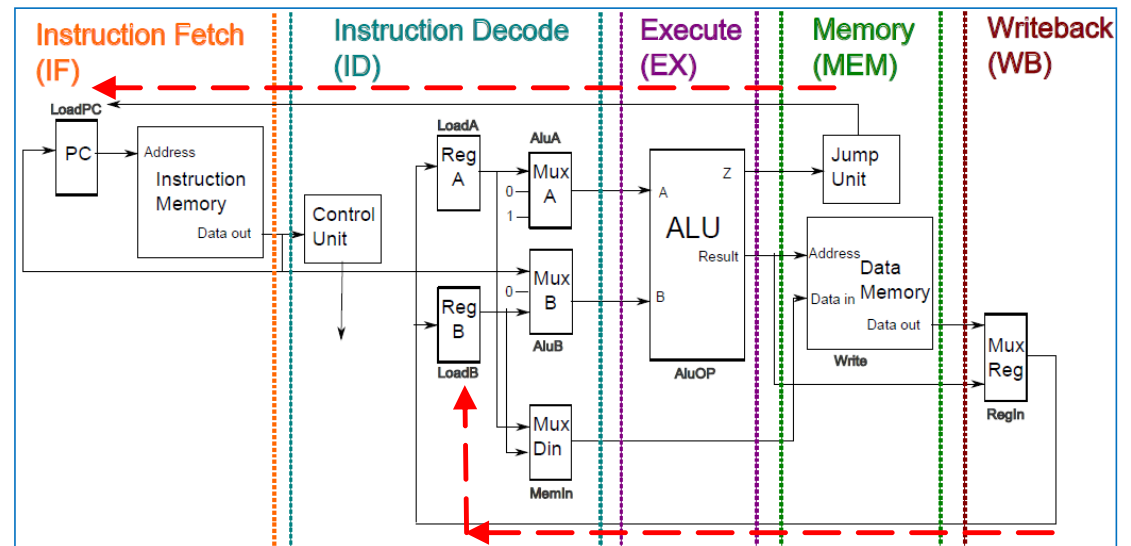 Instruction Fetch
(IF)
Instruction Decode
(ID)
Execute
(EX)
Memory
(MEM)
Writeback
(WB)
LoadPC
PC
Address
Instruction
Memory
Data out
Control
Unit
LoadA
Reg
A
AluA
Mux
A
0
1
Mux
B
0
AluB
Reg
B
LoadB
Mux
Din
MemIn
A
B
Z
ALU
Result
AluOP
Jump
Unit
Address
Data
Memory
Data in
Data out
Write
Mux
Reg
RegIn